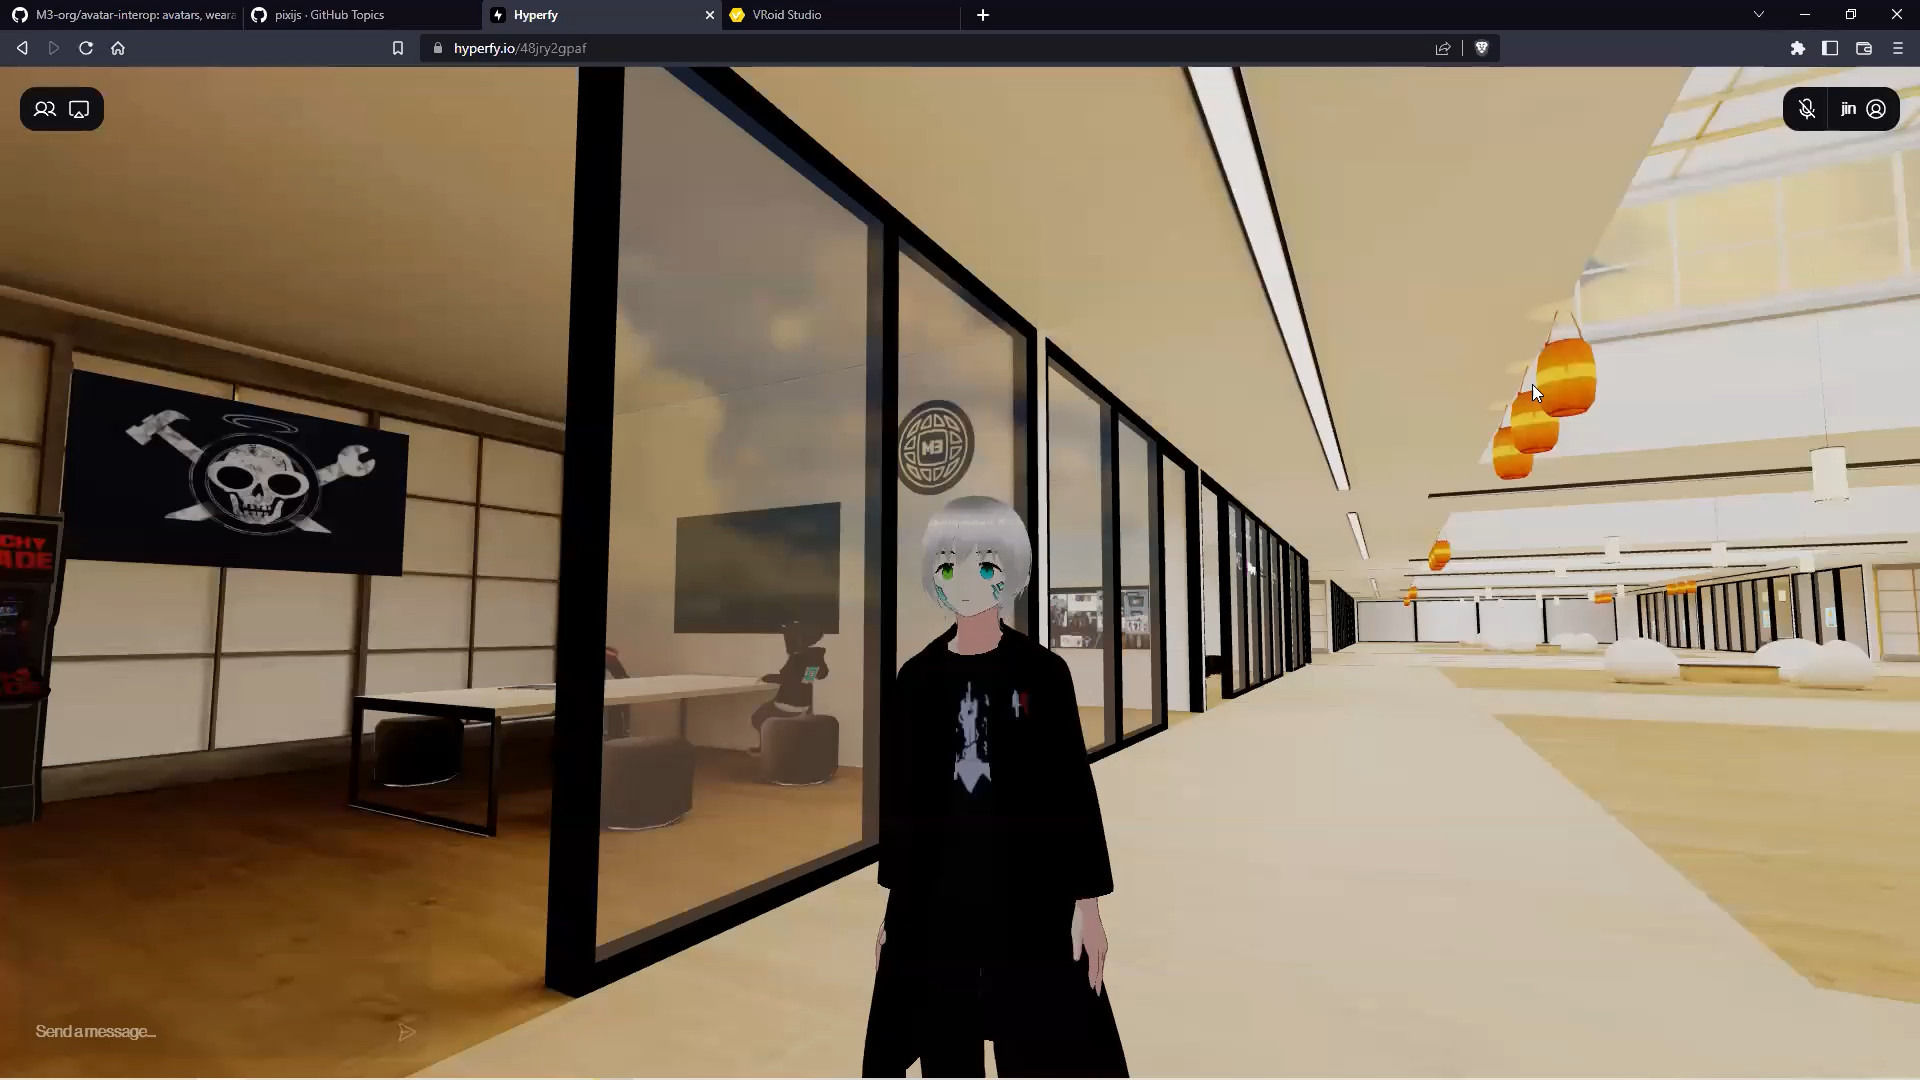 M3-org/avatar-interop: avatars, weara
pixijs · GitHub Topics
Hyperfy
VRoid Studio
hyperfy.io/48jry2gpaf
jin
M3
CHY
Send a message...